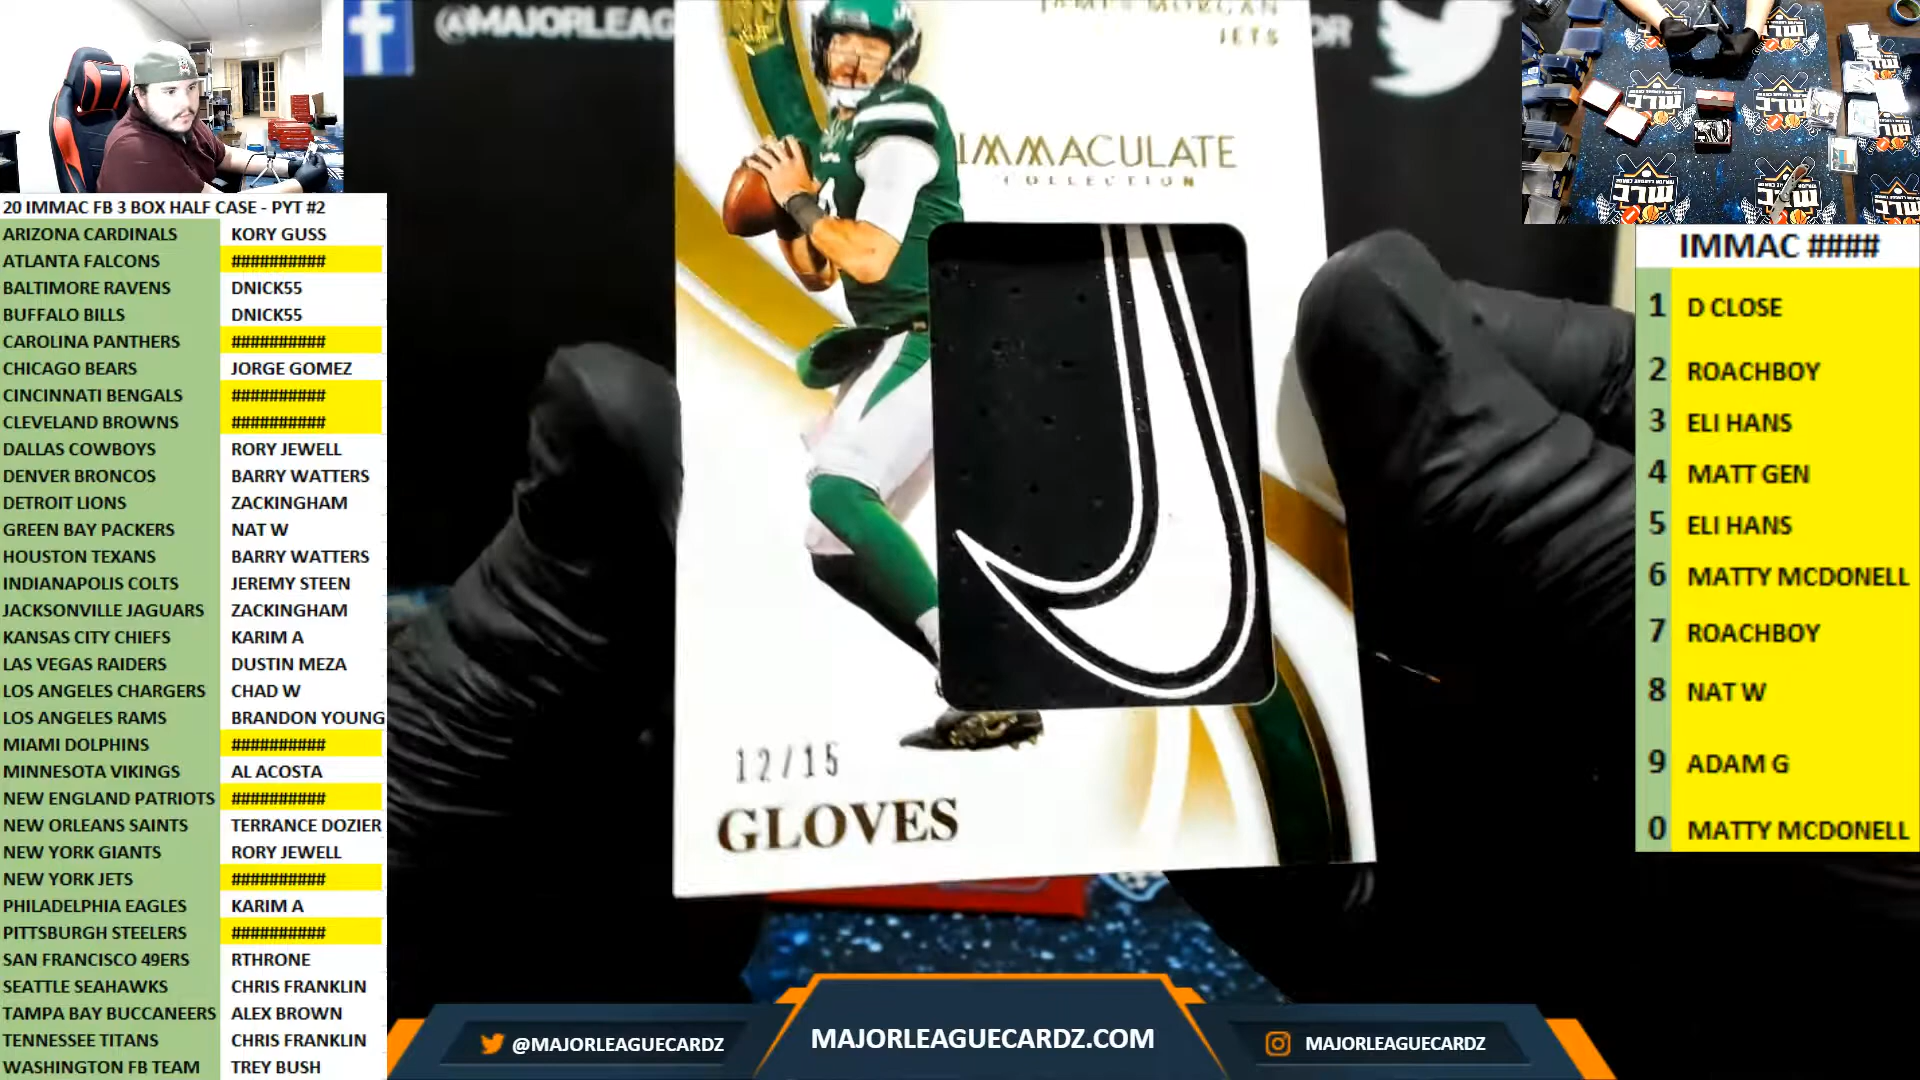 @MAJORLEAG
OR
JAMES MORGAN
JETS
IMMACULATE
COLLECTION
12/15
GLOVES
20 IMMAC FB 3 BOX HALF CASE - PYT #2
ARIZONA CARDINALS KORY GUSS
ATLANTA FALCONS ##########
BALTIMORE RAVENS DNICK55
BUFFALO BILLS DNICK55
CAROLINA PANTHERS ##########
CHICAGO BEARS JORGE GOMEZ
CINCINNATI BENGALS ##########
CLEVELAND BROWNS ##########
DALLAS COWBOYS RORY JEWELL
DENVER BRONCOS BARRY WATTERS
DETROIT LIONS ZACKINGHAM
GREEN BAY PACKERS NAT W
HOUSTON TEXANS BARRY WATTERS
INDIANAPOLIS COLTS JEREMY STEEN
JACKSONVILLE JAGUARS ZACKINGHAM
KANSAS CITY CHIEFS KARIM A
LAS VEGAS RAIDERS DUSTIN MEZA
LOS ANGELES CHARGERS CHAD W
LOS ANGELES RAMS BRANDON YOUNG
MIAMI DOLPHINS ##########
MINNESOTA VIKINGS AL ACOSTA
NEW ENGLAND PATRIOTS ##########
NEW ORLEANS SAINTS TERRANCE DOZIER
NEW YORK GIANTS RORY JEWELL
NEW YORK JETS ##########
PHILADELPHIA EAGLES KARIM A
PITTSBURGH STEELERS ##########
SAN FRANCISCO 49ERS RTHRONE
SEATTLE SEAHAWKS CHRIS FRANKLIN
TAMPA BAY BUCCANEERS ALEX BROWN
TENNESSEE TITANS CHRIS FRANKLIN
WASHINGTON FB TEAM TREY BUSH
IMMAC ####
1 D CLOSE
2 ROACHBOY
3 ELI HANS
4 MATT GEN
5 ELI HANS
6 MATTY MCDONELL
7 ROACHBOY
8 NAT W
9 ADAM G
0 MATTY MCDONELL
@MAJORLEAGUECARDZ
MAJORLEAGUECARDZ.COM
MAJORLEAGUECARDZ